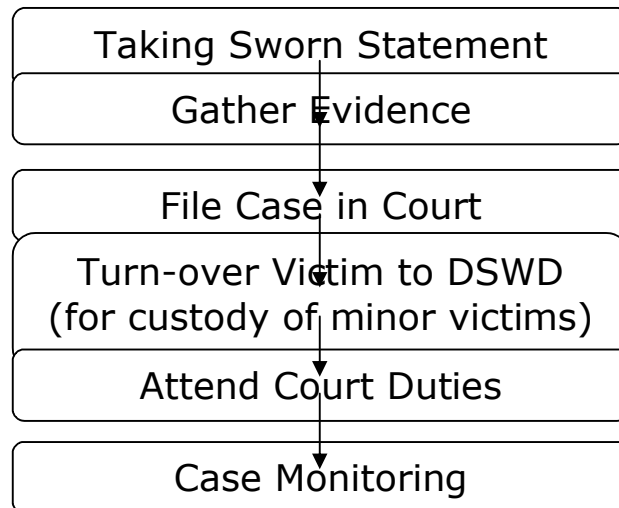 Taking Sworn Statement
Gather Evidence
File Case in Court
Turn-over Victim to DSWD
(for custody of minor victims)
Attend Court Duties
Case Monitoring